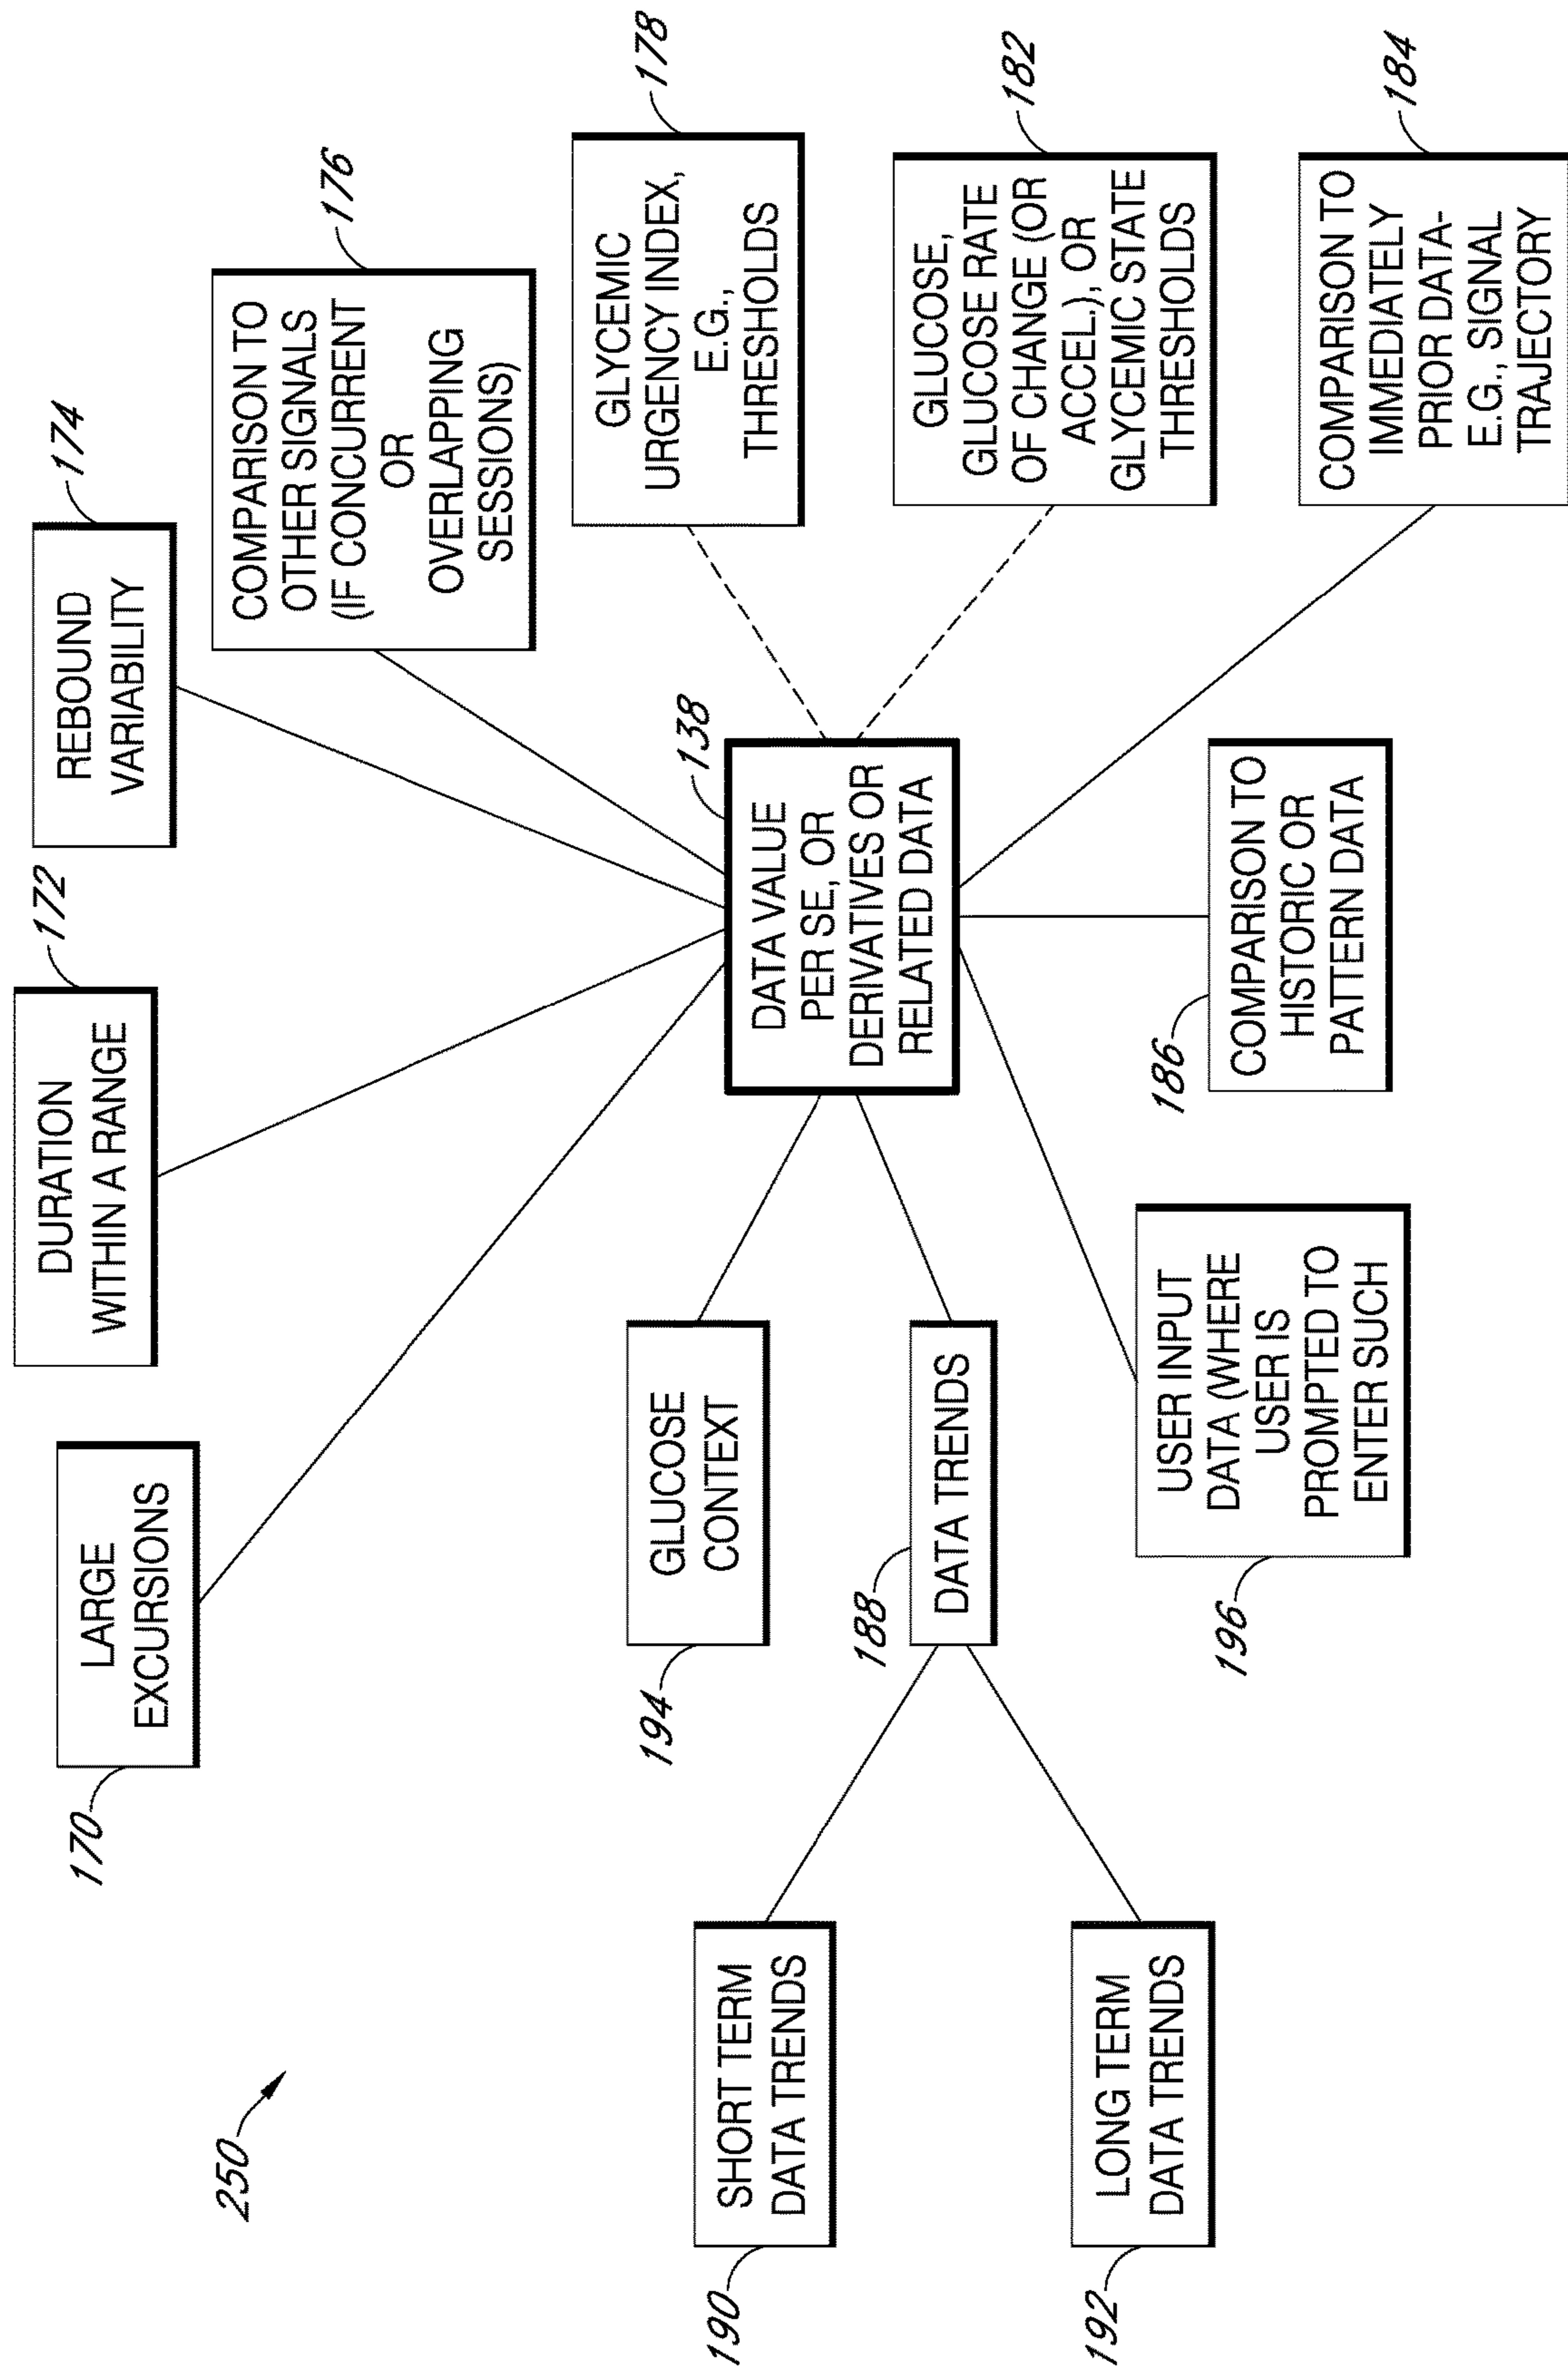 250
170
LARGE
EXCURSIONS
172
DURATION
WITHIN A RANGE
174
REBOUND
VARIABILITY
176
COMPARISON TO
OTHER SIGNALS
(IF CONCURRENT
OR
OVERLAPPING
SESSIONS)
178
GLYCEMIC
URGENCY INDEX,
E.G.,
THRESHOLDS
182
GLUCOSE,
GLUCOSE RATE
OF CHANGE (OR
ACCEL.), OR
GLYCEMIC STATE
THRESHOLDS
184
COMPARISON TO
IMMEDIATELY
PRIOR DATA-
E.G., SIGNAL
TRAJECTORY
138
DATA VALUE
PER SE, OR
DERIVATIVES OR
RELATED DATA
186
COMPARISON TO
HISTORIC OR
PATTERN DATA
194
GLUCOSE
CONTEXT
188
DATA TRENDS
196
USER INPUT
DATA (WHERE
USER IS
PROMPTED TO
ENTER SUCH
190
SHORT TERM
DATA TRENDS
192
LONG TERM
DATA TRENDS